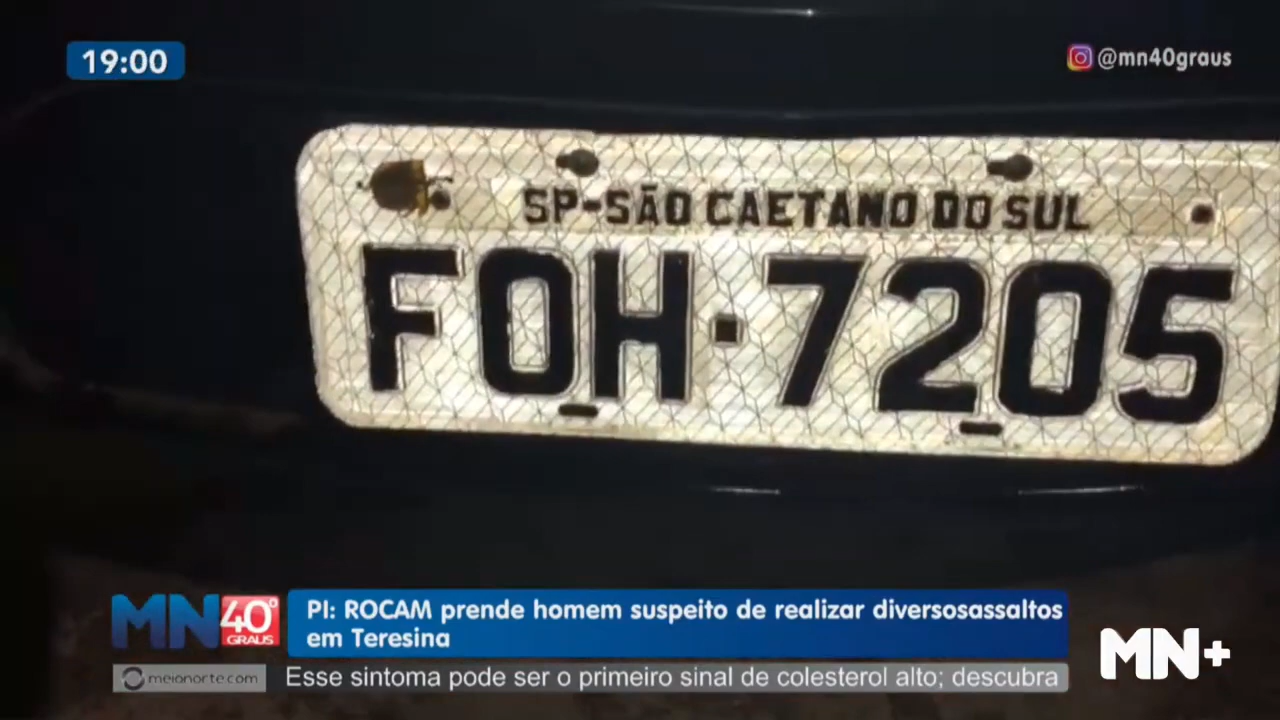 19:00
@mn40graus
SP-SÃO CAETANO DO SUL
FOH·7205
MN 40°
GRAUS
PI: ROCAM prende homem suspeito de realizar diversosassaltos
em Teresina
MN+
meionorte.com
Esse sintoma pode ser o primeiro sinal de colesterol alto; descubra